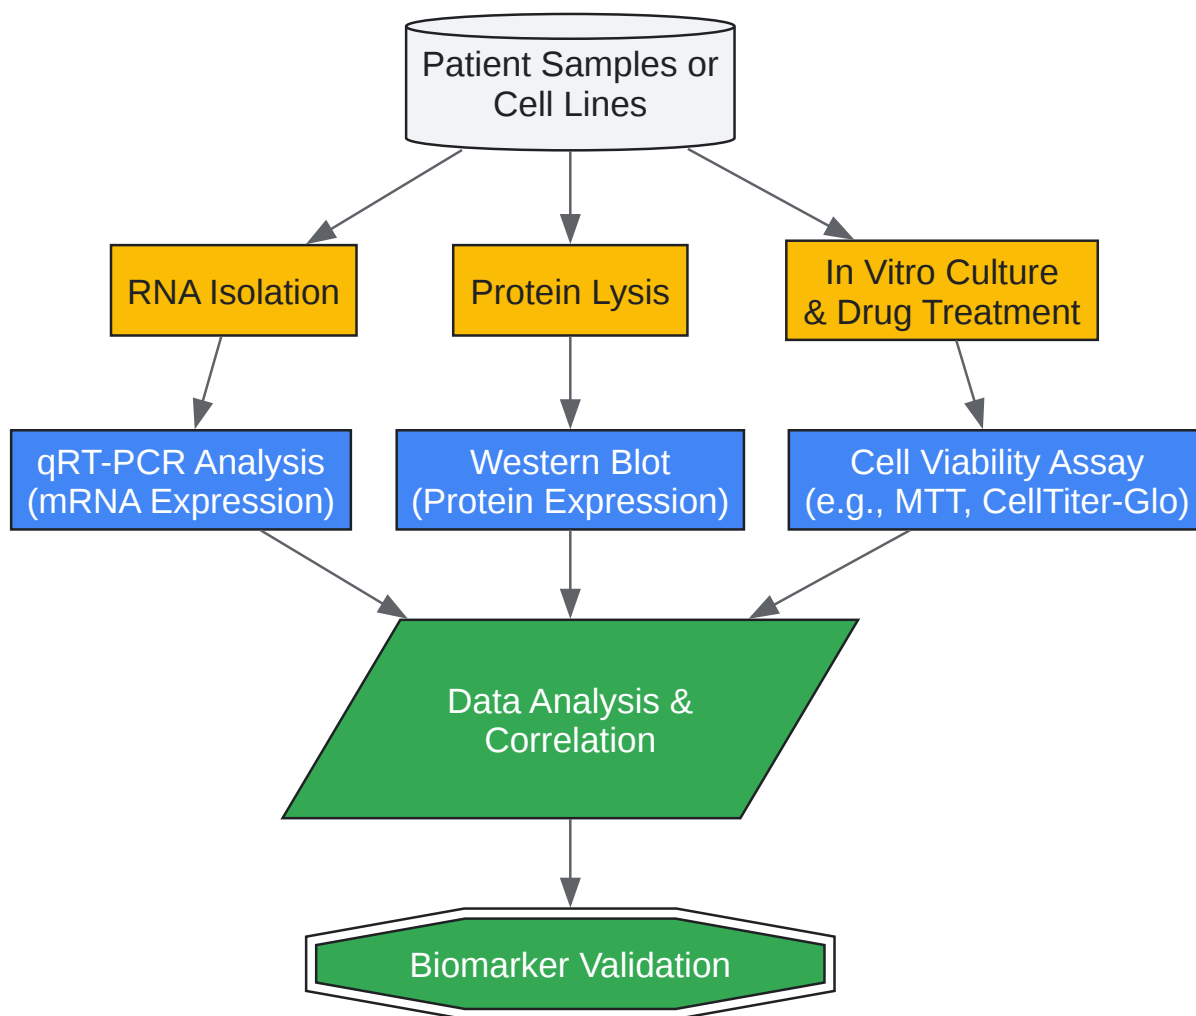 Patient Samples or
Cell Lines
RNA Isolation
Protein Lysis
In Vitro Culture
& Drug Treatment
qRT-PCR Analysis
(mRNA Expression)
Western Blot
(Protein Expression)
Cell Viability Assay
(e.g., MTT, CellTiter-Glo)
Data Analysis &
Correlation
Biomarker Validation